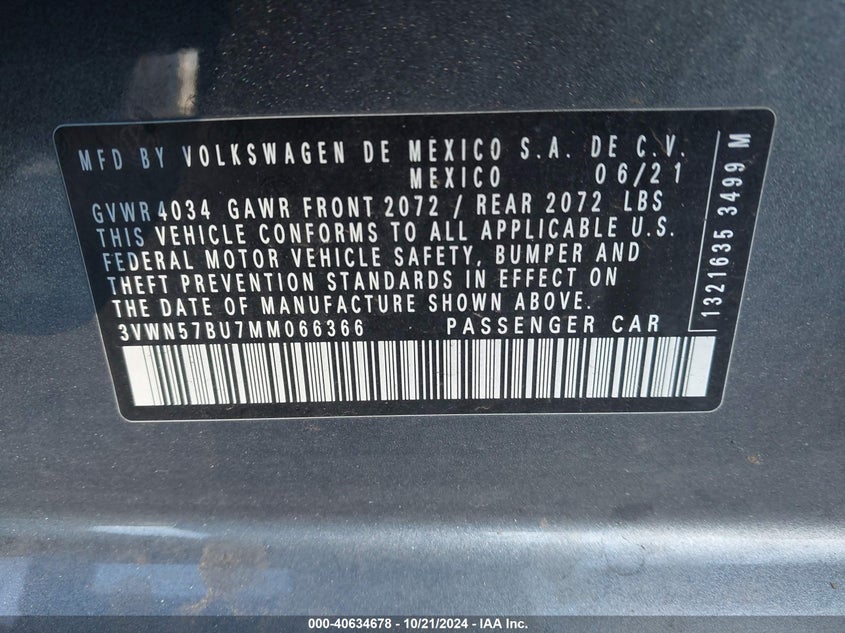 MFD BY VOLKSWAGEN DE MEXICO S.A. DE C.V.
MEXICO 06/21
GVWR 4034 GAWR FRONT 2072 / REAR 2072 LBS
THIS VEHICLE CONFORMS TO ALL APPLICABLE U.S.
FEDERAL MOTOR VEHICLE SAFETY, BUMPER AND
THEFT PREVENTION STANDARDS IN EFFECT ON
THE DATE OF MANUFACTURE SHOWN ABOVE.
3VWN57BU7MM066366 PASSENGER CAR
1321635 3499 M
000-40634678 - 10/21/2024 - IAA Inc.